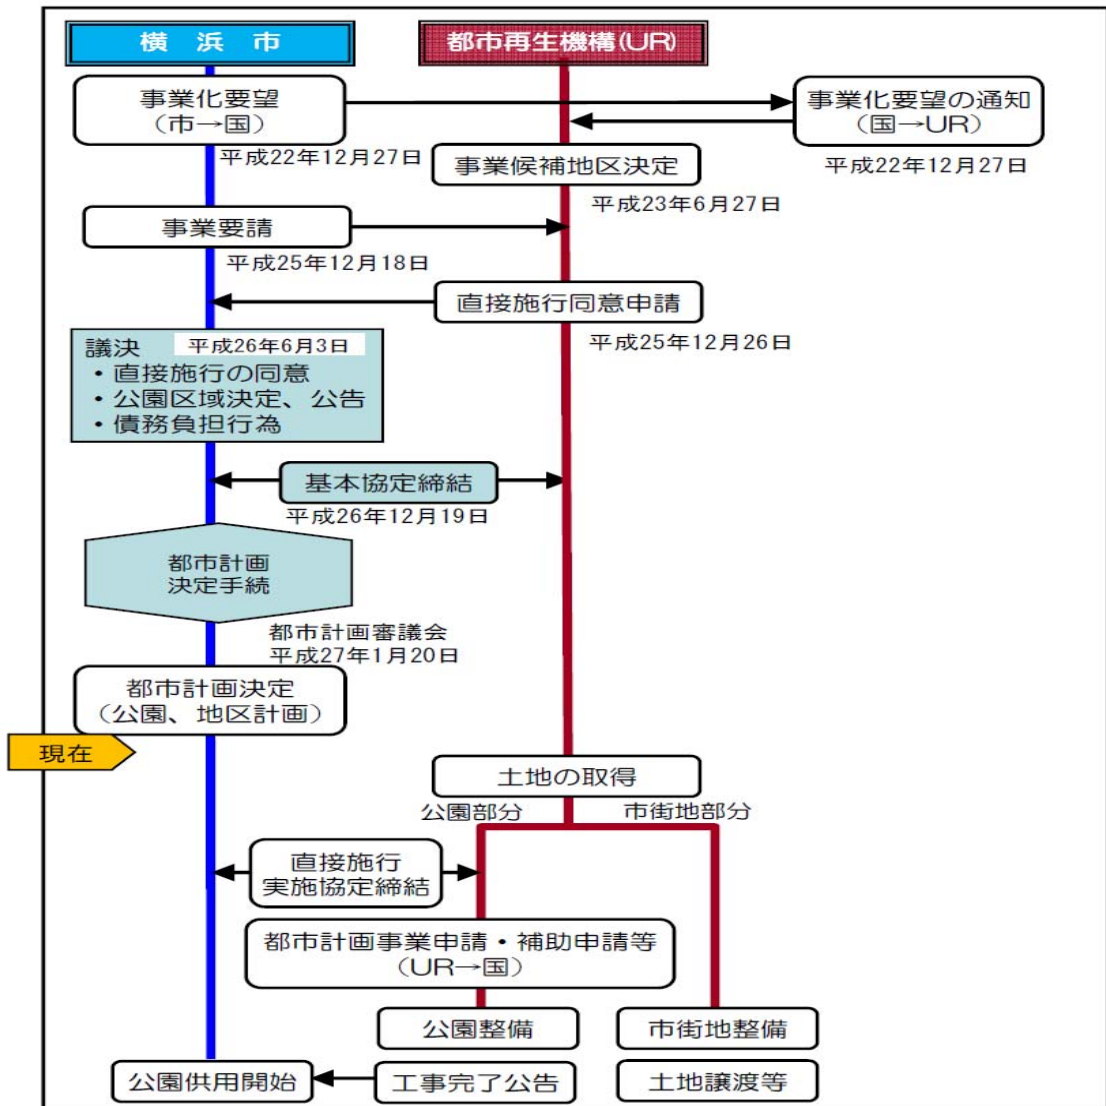 横 浜 市
都市再生機構(UR)
事業化要望
(市→国)
平成22年12月27日
事業化要望の通知
(国→UR)
平成22年12月27日
事業候補地区決定
平成23年6月27日
事業要請
平成25年12月18日
直接施行同意申請
平成25年12月26日
議決 平成26年6月3日
・直接施行の同意
・公園区域決定、公告
・債務負担行為
基本協定締結
平成26年12月19日
都市計画
決定手続
都市計画審議会
平成27年1月20日
都市計画決定
(公園、地区計画)
現在
土地の取得
公園部分
市街地部分
直接施行
実施協定締結
都市計画事業申請・補助申請等
(UR→国)
公園整備
市街地整備
公園供用開始
工事完了公告
土地譲渡等